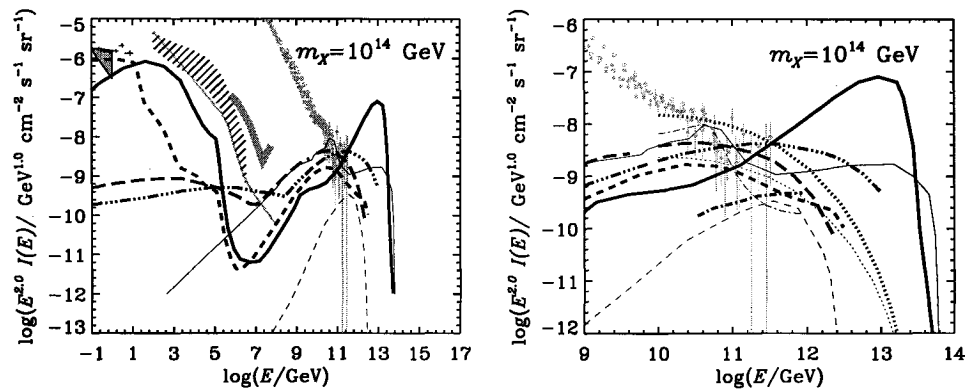 -5
-6
-7
-8
-9
-10
-11
-12
-13
log(E^2.0 I(E)/ GeV^1.0 cm^-2 s^-1 sr^-1)
m_X=10^14 GeV
-1 1 3 5 7 9 11 13 15 17
log(E/GeV)
-6
-7
-8
-9
-10
-11
-12
log(E^2.0 I(E)/ GeV^1.0 cm^-2 s^-1 sr^-1)
m_X=10^14 GeV
9 10 11 12 13 14
log(E/GeV)